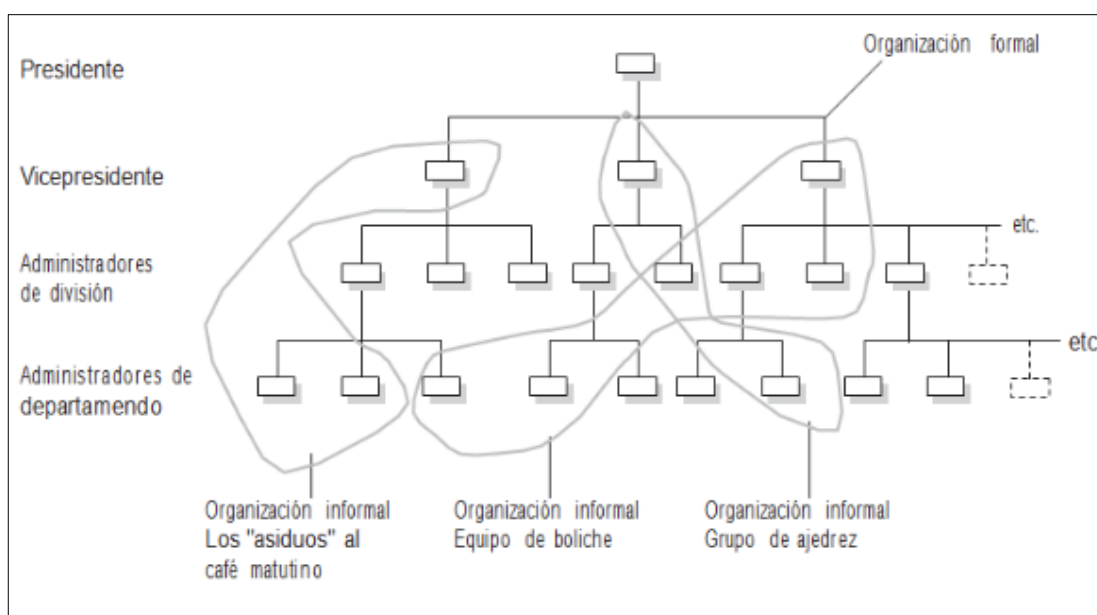 Organización formal
Presidente
Vicepresidente
etc.
Administradores
de división
etc
Administradores de
departamendo
Organización informal
Los "asiduos" al
café matutino
Organización informal
Equipo de boliche
Organización informal
Grupo de ajedrez